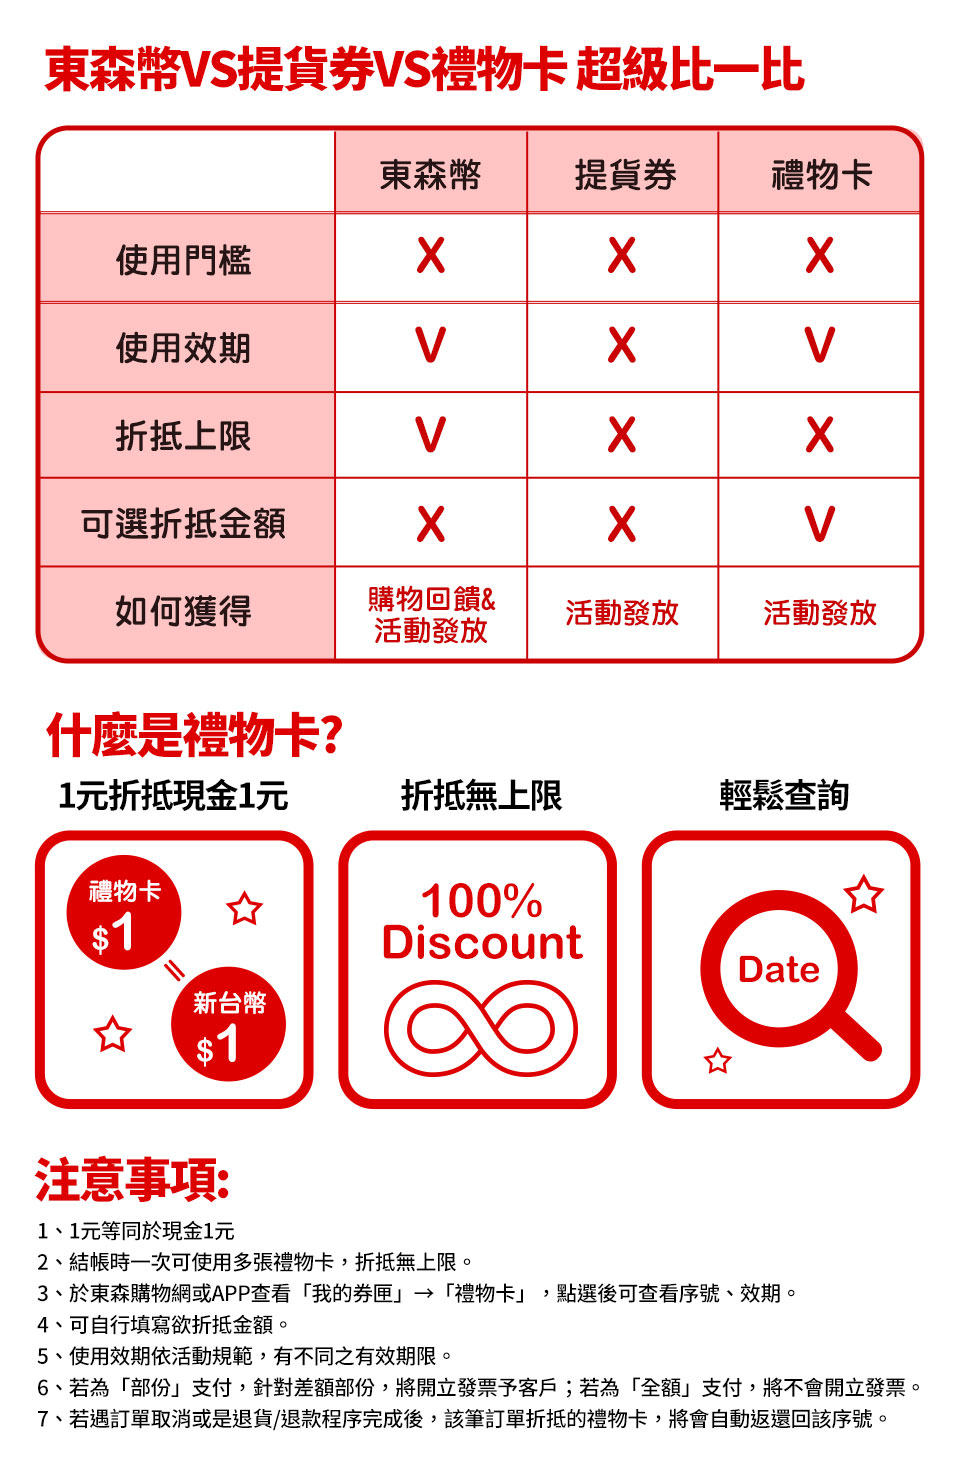 東森幣VS提貨券VS禮物卡 超級比一比
東森幣 提貨券 禮物卡
使用門檻 X X X
使用效期 V X V
折抵上限 V X X
可選折抵金額 X X V
如何獲得 購物回饋&活動發放 活動發放 活動發放
什麼是禮物卡?
1元折抵現金1元 折抵無上限 輕鬆查詢
禮物卡
$1
=
新台幣
$1
100%
Discount
Date
注意事項:
1、1元等同於現金1元
2、結帳時一次可使用多張禮物卡，折抵無上限。
3、於東森購物網或APP查看「我的券匣」→「禮物卡」，點選後可查看序號、效期。
4、可自行填寫欲折抵金額。
5、使用效期依活動規範，有不同之有效期限。
6、若為「部份」支付，針對差額部份，將開立發票予客戶；若為「全額」支付，將不會開立發票。
7、若遇訂單取消或是退貨/退款程序完成後，該筆訂單折抵的禮物卡，將會自動返還回該序號。